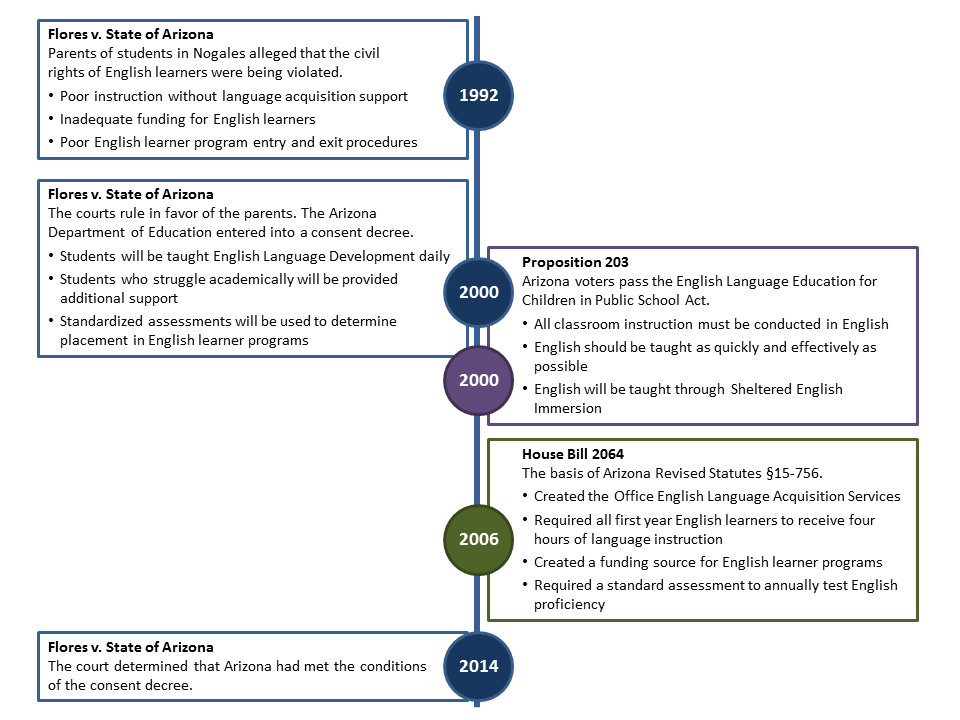 Flores v. State of Arizona
Parents of students in Nogales alleged that the civil
rights of English learners were being violated.
• Poor instruction without language acquisition support
• Inadequate funding for English learners
• Poor English learner program entry and exit procedures
1992
Flores v. State of Arizona
The courts rule in favor of the parents. The Arizona
Department of Education entered into a consent decree.
• Students will be taught English Language Development daily
• Students who struggle academically will be provided
additional support
• Standardized assessments will be used to determine
placement in English learner programs
2000
Proposition 203
Arizona voters pass the English Language Education for
Children in Public School Act.
• All classroom instruction must be conducted in English
• English should be taught as quickly and effectively as
possible
• English will be taught through Sheltered English
Immersion
2000
House Bill 2064
The basis of Arizona Revised Statutes §15-756.
• Created the Office English Language Acquisition Services
• Required all first year English learners to receive four
hours of language instruction
• Created a funding source for English learner programs
• Required a standard assessment to annually test English
proficiency
2006
Flores v. State of Arizona
The court determined that Arizona had met the conditions
of the consent decree.
2014